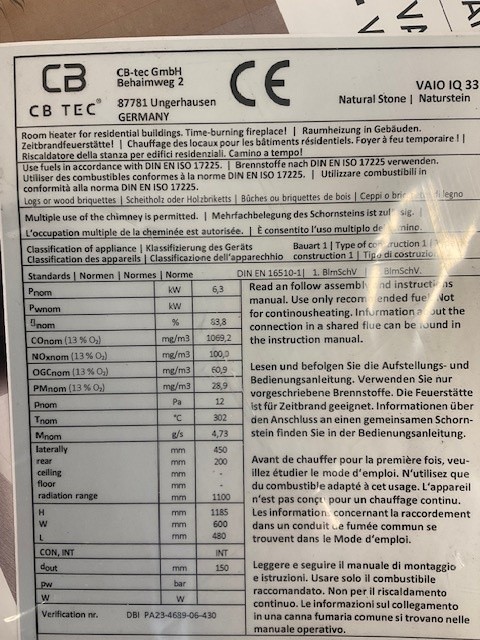 CB
CB TEC®
CB-tec GmbH
Behaimweg 2
87781 Ungerhausen
GERMANY
CE
VAIO IQ 33
Natural Stone | Naturstein
Room heater for residential buildings. Time-burning fireplace! | Raumheizung in Gebäuden.
Zeitbrandfeuerstätte! | Chauffage des locaux pour les bâtiments résidentiels. Foyer à feu temporaire! |
Riscaldatore della stanza per edifici residenziali. Camino a tempo!
Use fuels in accordance with DIN EN ISO 17225. | Brennstoffe nach DIN EN ISO 17225 verwenden.
Utiliser des combustibles conformes à la norme DIN EN ISO 17225. | Utilizzare combustibili in
conformità alla norma DIN EN ISO 17225.
Logs or wood briquettes | Scheitholz oder Holzbriketts | Bûches ou briquettes de bois | Ceppi o
Multiple use of the chimney is permitted. | Mehrfachbelegung des Schornsteins ist
L'occupation multiple de la cheminée est autorisée. | È consentito l'uso multiplo
Classification of appliance | Klassifizierung des Geräts Bauart 1 | Type of
Classification des appareils | Classificazione dell'apparecchio construction 1 | Tipo di
Standards | Normen | Normes | Norme DIN EN 16510-1 | 1. BImSchV BImSchV.
Pnom kW 6,3
Pwnom kW
ηnom % 83,8
COnom (13 % O2) mg/m3 1069,2
NOxnom (13 % O2) mg/m3 100,0
OGCnom (13 % O2) mg/m3 60,9
PMnom (13 % O2) mg/m3 28,9
Pnom Pa 12
Tnom °C 302
Mnom g/s 4,73
laterally mm 450
rear mm 200
ceiling mm -
floor mm -
radiation range mm 1100
H mm 1185
W mm 600
L mm 480
CON, INT INT
dout mm 150
Pw bar
W W
Verification nr. DBI PA23-4689-06-430
Read an follow assembly and instructions
manual. Use only recommended fuel. Not
for continousheating. Information about the
connection in a shared flue can be found in
the instruction manual.
Lesen und befolgen Sie die Aufstellungs- und
Bedienungsanleitung. Verwenden Sie nur
vorgeschriebene Brennstoffe. Die Feuerstätte
ist für Zeitbrand geeignet. Informationen über
den Anschluss an einen gemeinsamen Schorn-
stein finden Sie in der Bedienungsanleitung.
Avant de chauffer pour la première fois, veu-
illez étudier le mode d'emploi. N'utilisez que
du combustible adapté à cet usage. L'appareil
n'est pas conçu pour un chauffage continu.
Les informations concernant la raccordement
dans un conduit de fumée commun se
trouvent dans le Mode d'emploi.
Leggere e seguire il manuale di montaggio
e istruzioni. Usare solo il combustibile
raccomandato. Non per il riscaldamento
continuo. Le informazioni sul collegamento
in una canna fumaria comune si trovano nelle
manuale operativo.